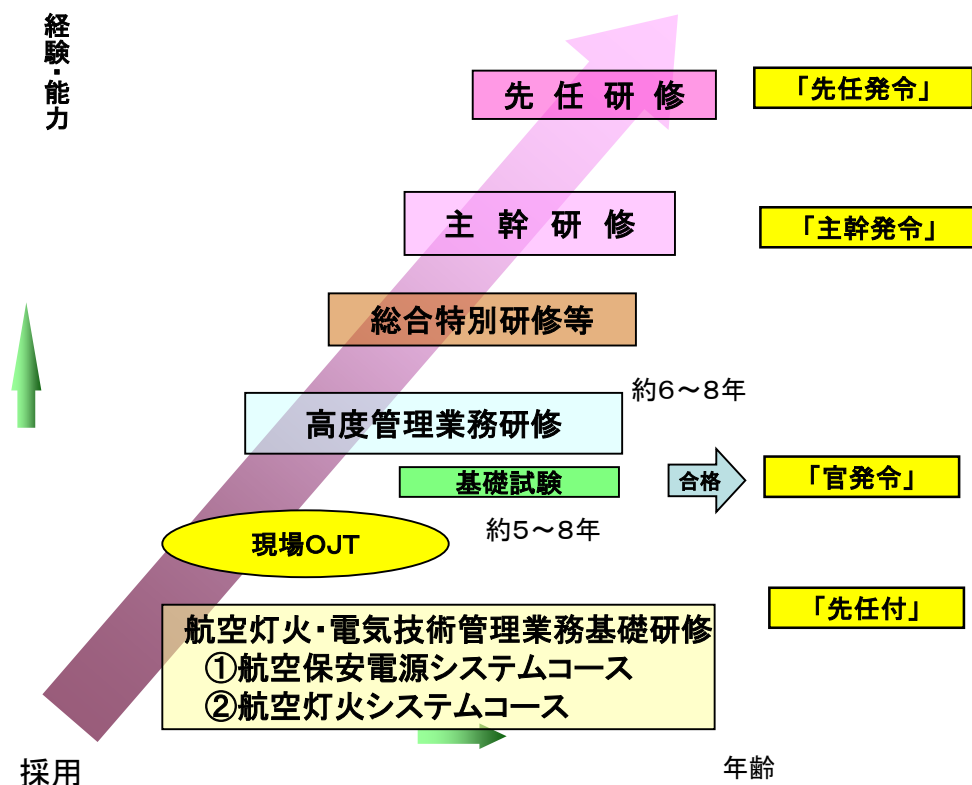 経験・能力
先 任 研 修
「先任発令」
主 幹 研 修
「主幹発令」
総合特別研修等
約6～8年
高度管理業務研修
基礎試験
合格
「官発令」
約5～8年
現場OJT
「先任付」
航空灯火・電気技術管理業務基礎研修
①航空保安電源システムコース
②航空灯火システムコース
採用
年齢